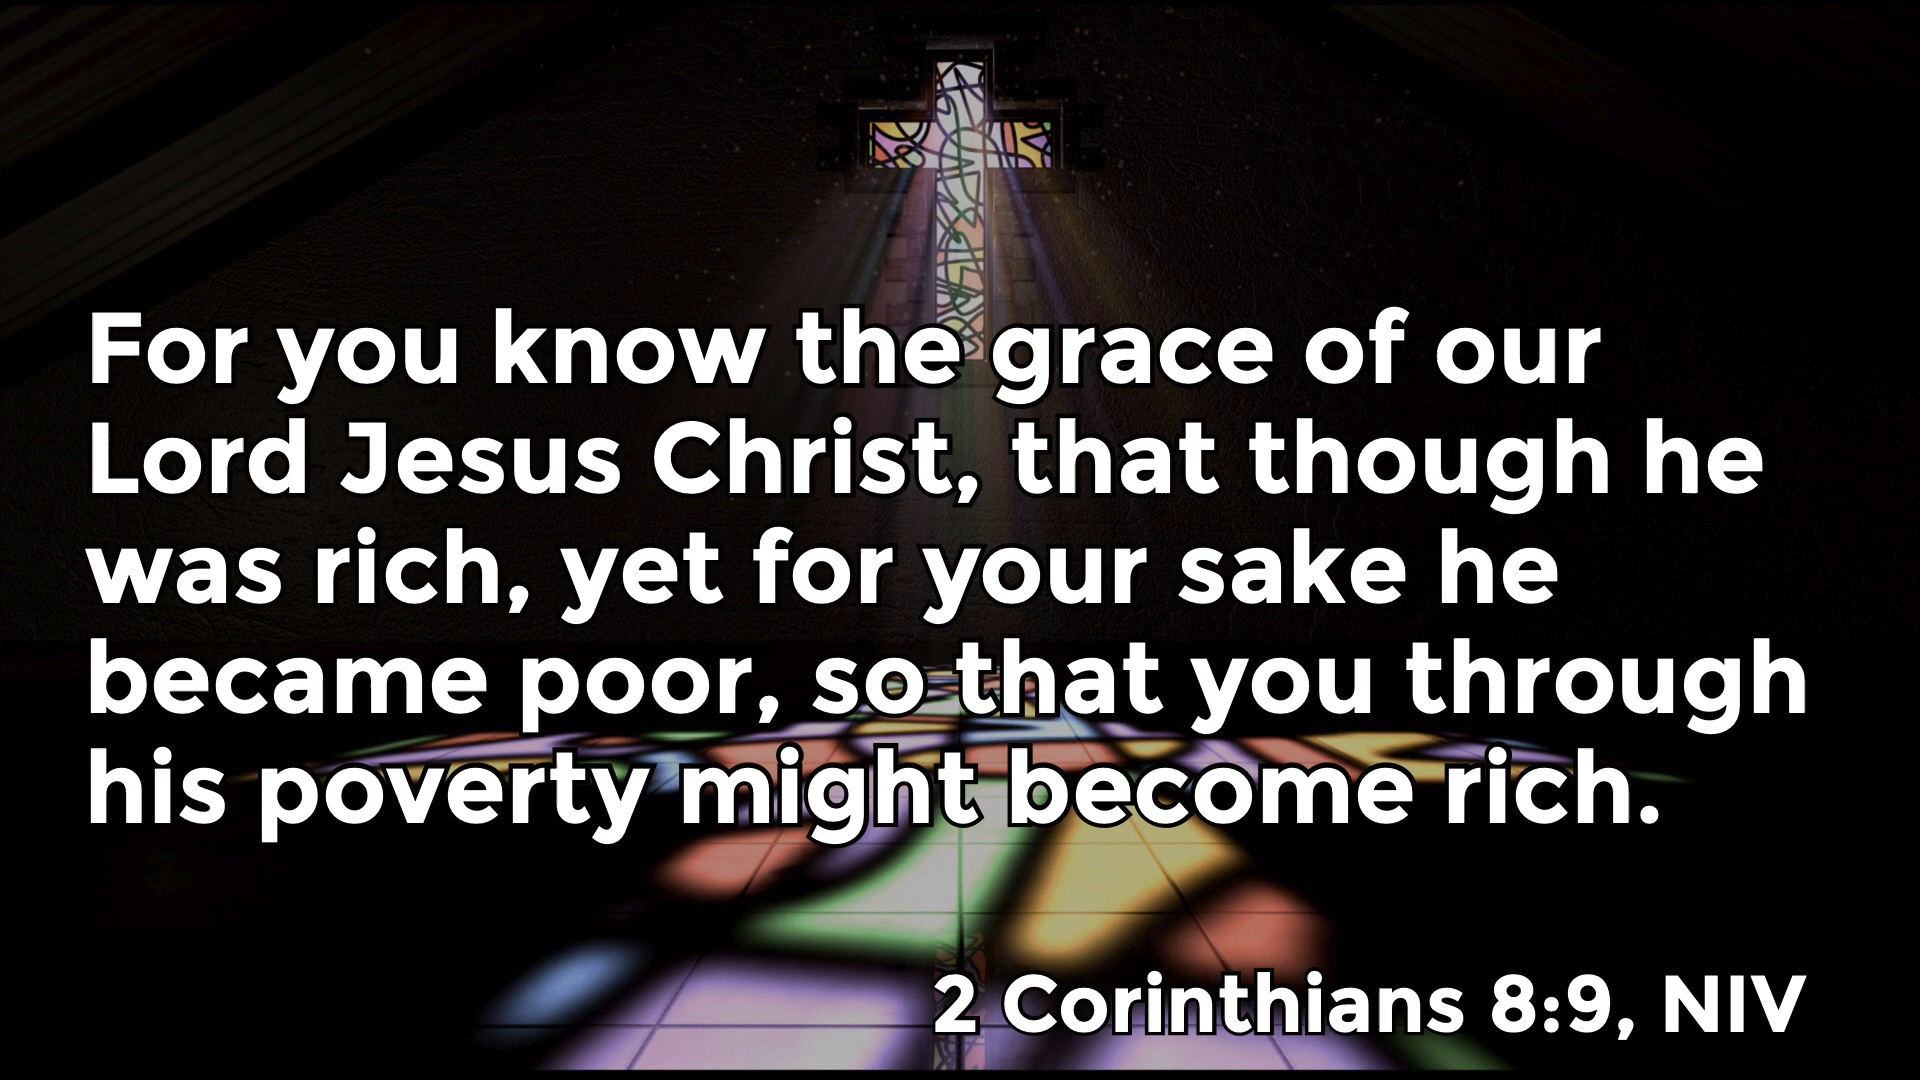 For you know the grace of our
Lord Jesus Christ, that though he
was rich, yet for your sake he
became poor, so that you through
his poverty might become rich.
2 Corinthians 8:9, NIV